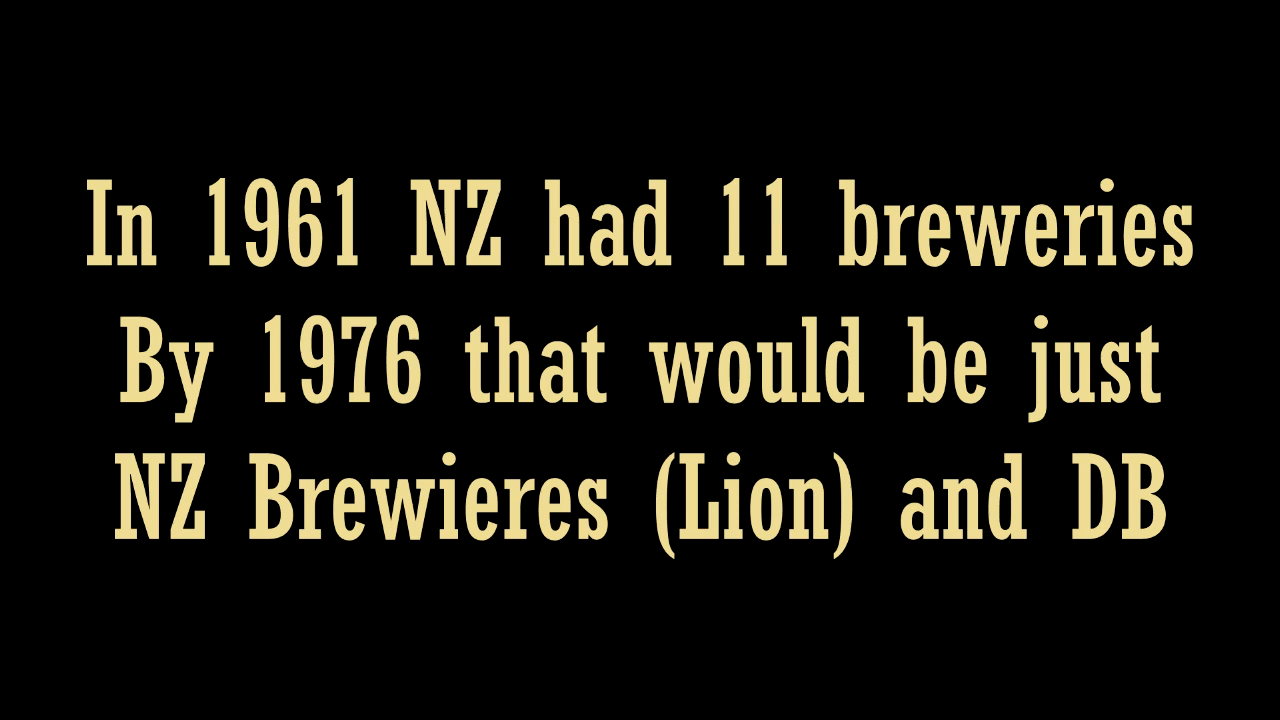 In 1961 NZ had 11 breweries
By 1976 that would be just
NZ Brewieres (Lion) and DB